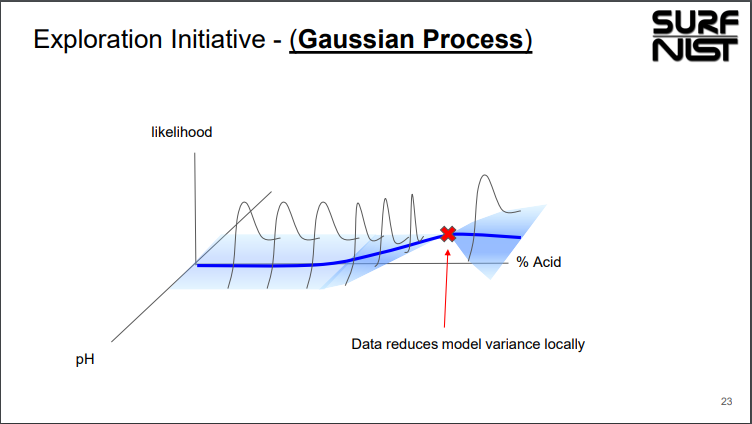 Exploration Initiative - (Gaussian Process)
SURF
NIST
likelihood
% Acid
Data reduces model variance locally
pH
23